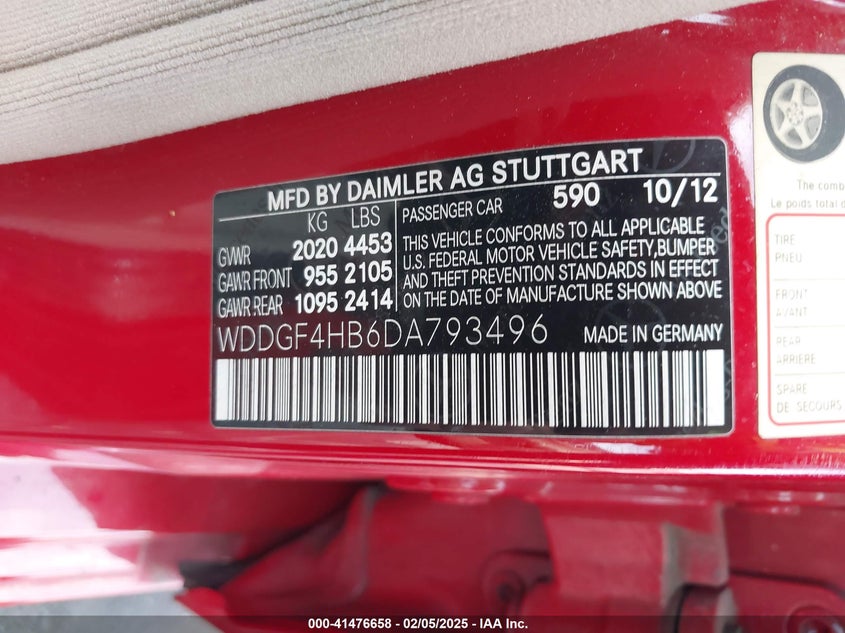 MFD BY DAIMLER AG STUTTGART
KG LBS
GVWR 2020 4453
GAWR FRONT 955 2105
GAWR REAR 1095 2414
PASSENGER CAR 590 10/12
THIS VEHICLE CONFORMS TO ALL APPLICABLE
U.S. FEDERAL MOTOR VEHICLE SAFETY,BUMPER
AND THEFT PREVENTION STANDARDS IN EFFECT
ON THE DATE OF MANUFACTURE SHOWN ABOVE
WDDGF4HB6DA793496 MADE IN GERMANY
The comb
Le poids total d
TIRE
PNEU
FRONT
AVANT
REAR
ARRIERE
SPARE
DE SECOURS
000-41476658 - 02/05/2025 - IAA Inc.